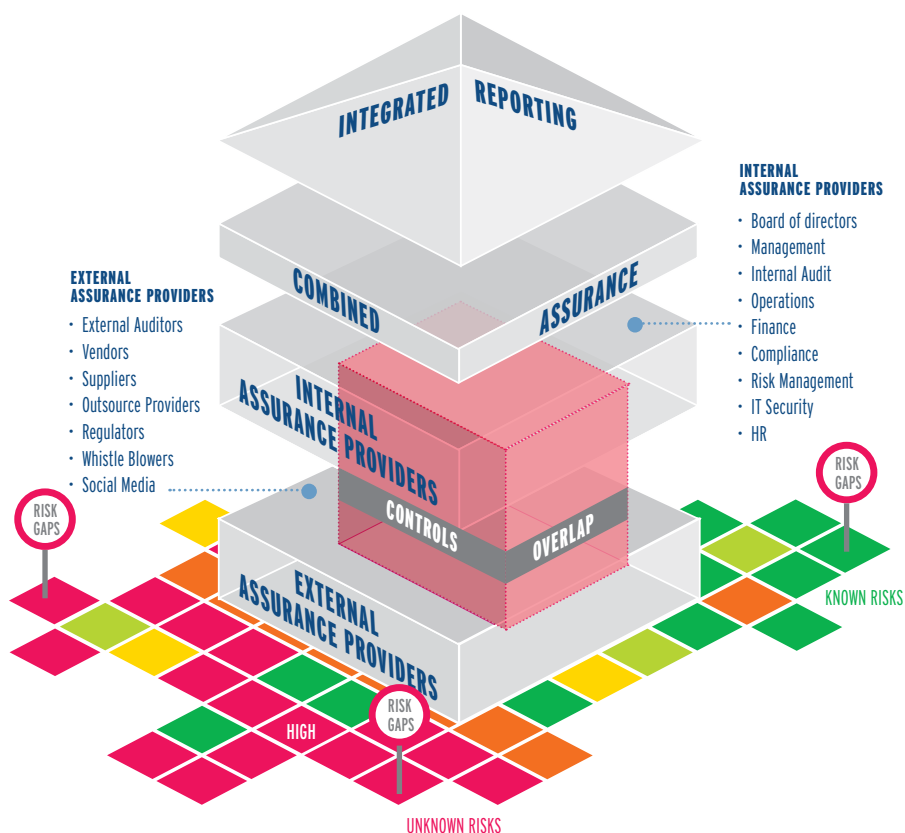 INTEGRATED REPORTING
COMBINED ASSURANCE
INTERNAL
ASSURANCE PROVIDERS
• Board of directors
• Management
• Internal Audit
• Operations
• Finance
• Compliance
• Risk Management
• IT Security
• HR
EXTERNAL
ASSURANCE PROVIDERS
• External Auditors
• Vendors
• Suppliers
• Outsource Providers
• Regulators
• Whistle Blowers
• Social Media
INTERNAL
ASSURANCE PROVIDERS
CONTROLS OVERLAP
EXTERNAL
ASSURANCE PROVIDERS
RISK
GAPS
RISK
GAPS
KNOWN RISKS
RISK
GAPS
HIGH
UNKNOWN RISKS